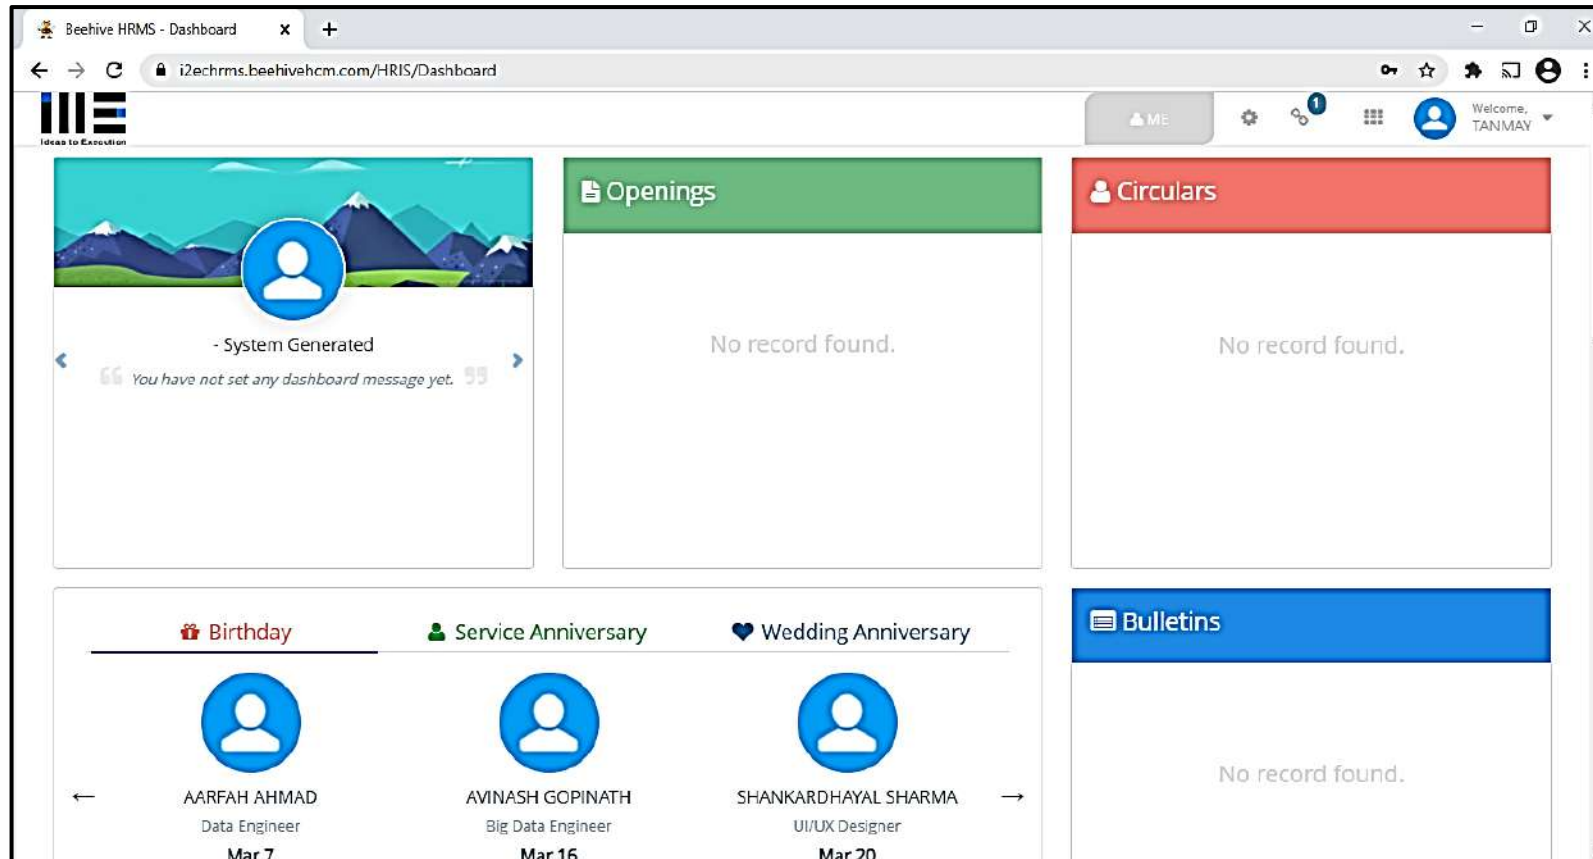 Beehive HRMS - Dashboard
i2echrms.beehivehcm.com/HRIS/Dashboard
Ideas to Execution
ME
1
Welcome,
TANMAY
Openings
Circulars
- System Generated
You have not set any dashboard message yet.
No record found.
No record found.
Birthday
Service Anniversary
Wedding Anniversary
Bulletins
AARFAH AHMAD
Data Engineer
Mar 7
AVINASH GOPINATH
Big Data Engineer
Mar 16
SHANKARDHAYAL SHARMA
UI/UX Designer
Mar 20
No record found.